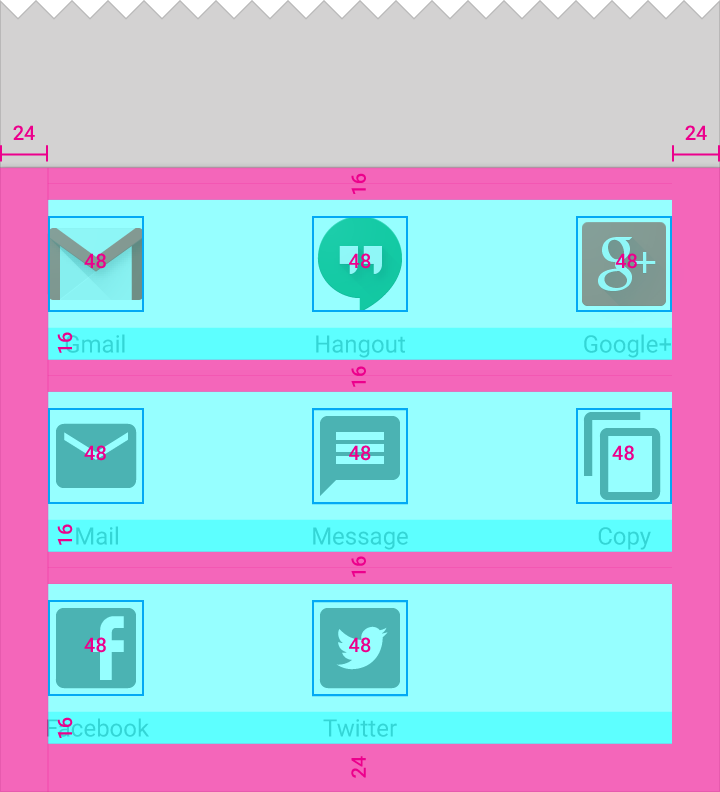 24 24
16
48 48 g+ 48
16 Gmail Hangout Google+
16
48 48 48
16 Mail Message Copy
16
48 f 48
16 Facebook Twitter
24